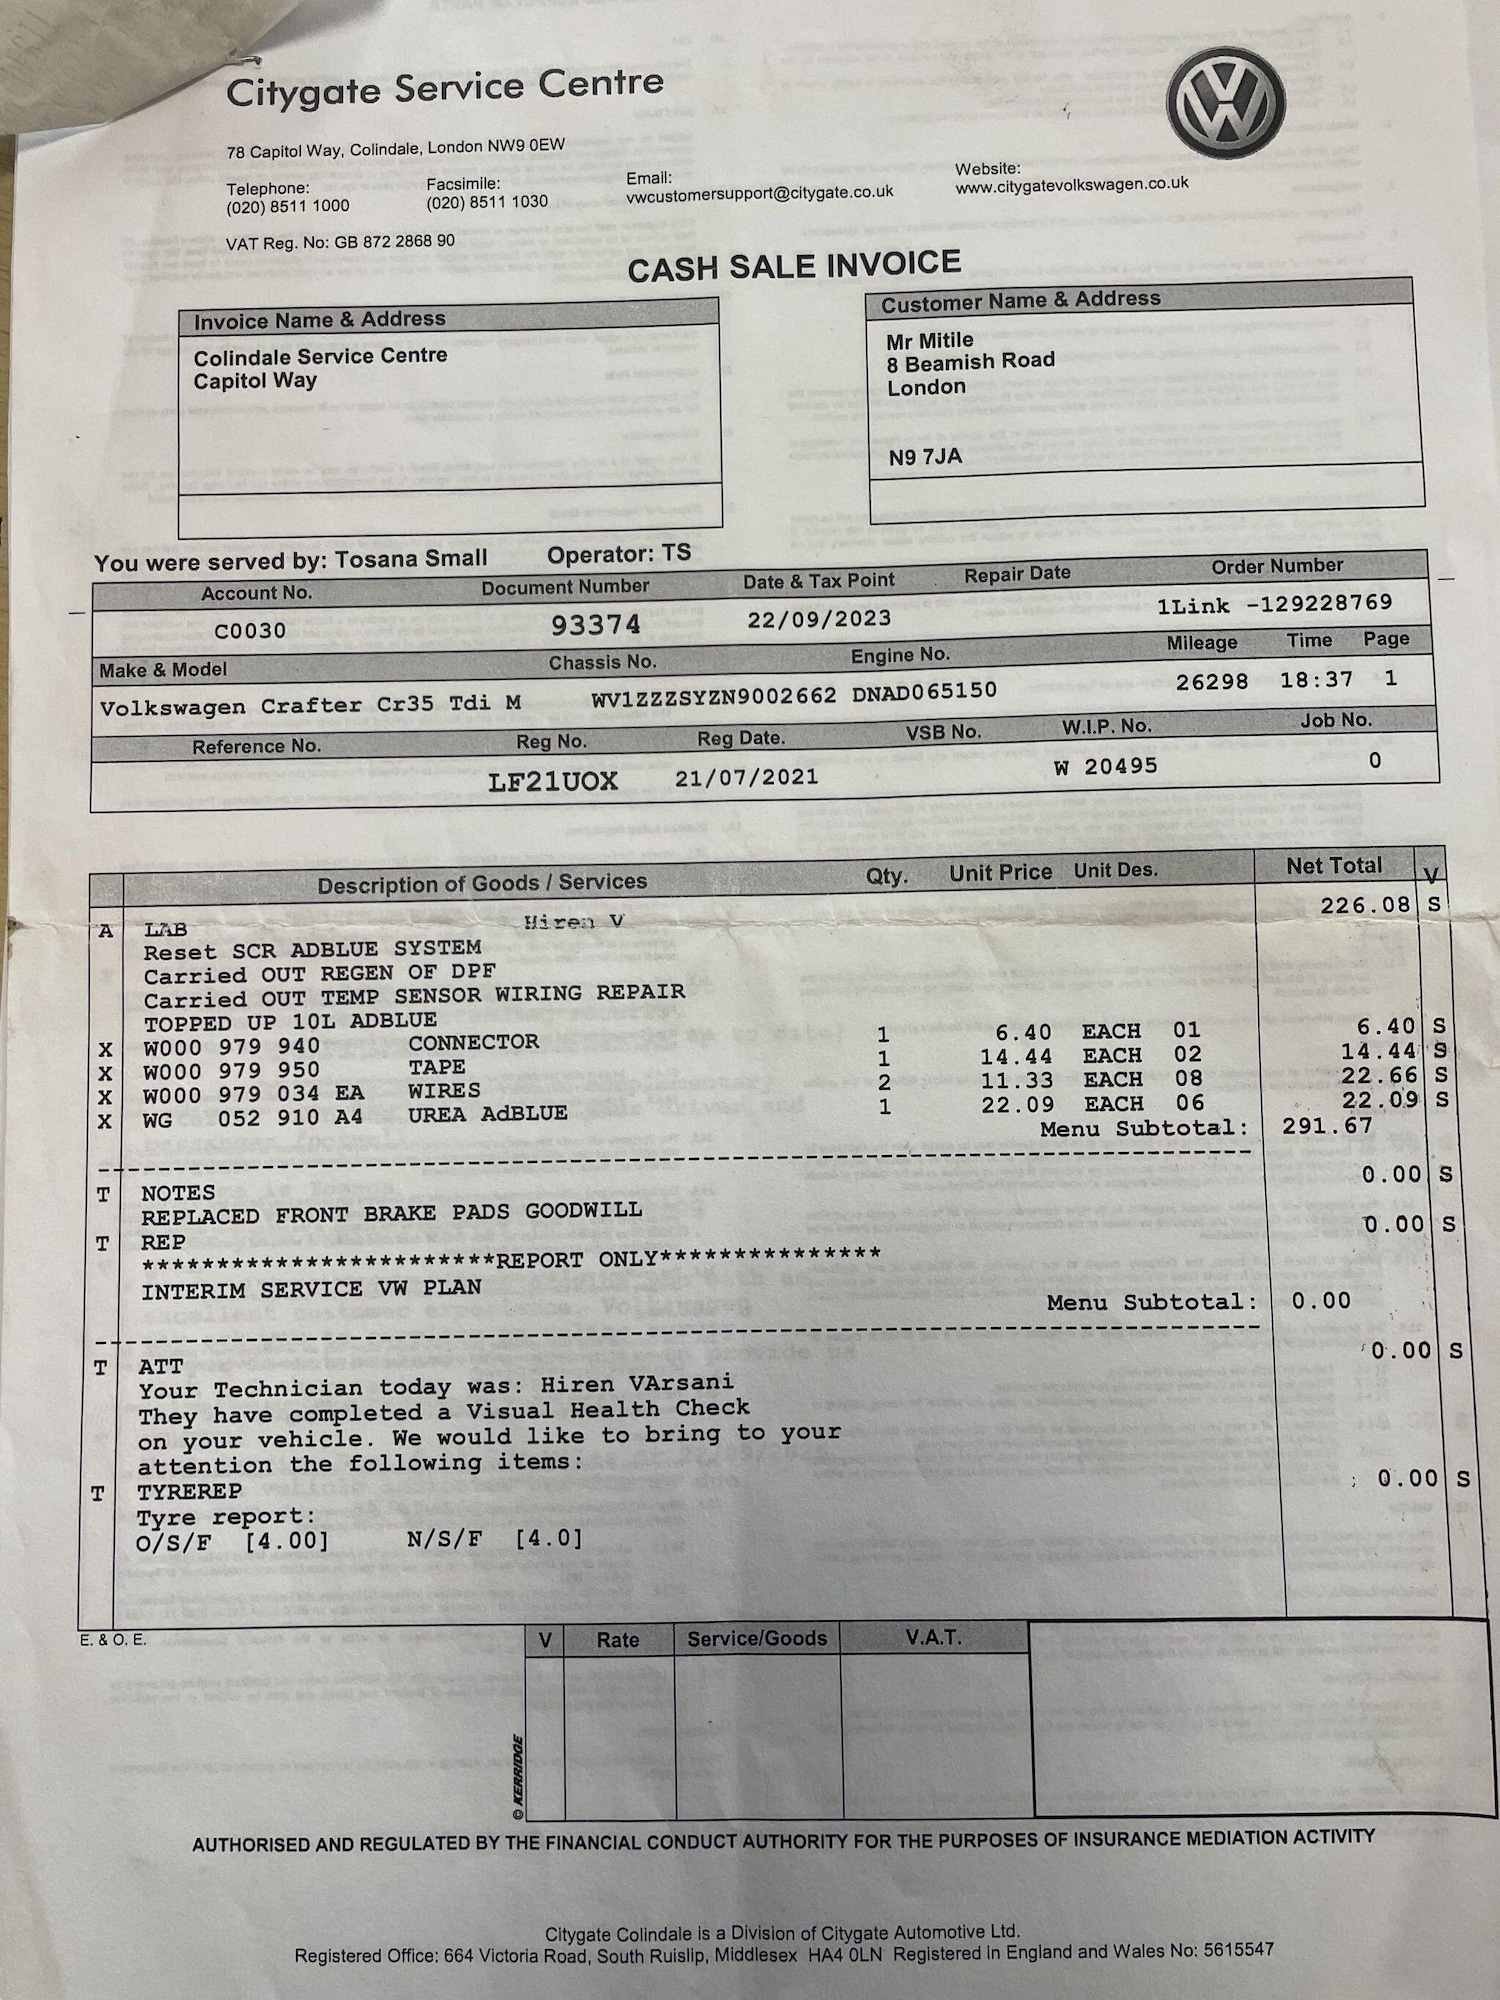 Citygate Service Centre
78 Capitol Way, Colindale, London NW9 0EW
Telephone: Facsimile: Email: Website:
(020) 8511 1000 (020) 8511 1030 vwcustomersupport@citygate.co.uk www.citygatevolkswagen.co.uk
VAT Reg. No: GB 872 2868 90
CASH SALE INVOICE
Invoice Name & Address
Colindale Service Centre
Capitol Way
Customer Name & Address
Mr Mitile
8 Beamish Road
London
N9 7JA
You were served by: Tosana Small Operator: TS
Account No. Document Number Date & Tax Point Repair Date Order Number
C0030 93374 22/09/2023 1Link -129228769
Make & Model Chassis No. Engine No. Mileage Time Page
Volkswagen Crafter Cr35 Tdi M WV1ZZZSYZN9002662 DNAD065150 26298 18:37 1
Reference No. Reg No. Reg Date. VSB No. W.I.P. No. Job No.
LF21UOX 21/07/2021 W 20495 0
Description of Goods / Services Qty. Unit Price Unit Des. Net Total V
A LAB Hiren V 226.08 S
Reset SCR ADBLUE SYSTEM
Carried OUT REGEN OF DPF
Carried OUT TEMP SENSOR WIRING REPAIR
TOPPED UP 10L ADBLUE
X W000 979 940 CONNECTOR 1 6.40 EACH 01 6.40 S
X W000 979 950 TAPE 1 14.44 EACH 02 14.44 S
X W000 979 034 EA WIRES 2 11.33 EACH 08 22.66 S
X WG 052 910 A4 UREA AdBLUE 1 22.09 EACH 06 22.09 S
Menu Subtotal: 291.67
T NOTES 0.00 S
REPLACED FRONT BRAKE PADS GOODWILL
T REP 0.00 S
************************REPORT ONLY***************
INTERIM SERVICE VW PLAN
Menu Subtotal: 0.00
T ATT 0.00 S
Your Technician today was: Hiren VArsani
They have completed a Visual Health Check
on your vehicle. We would like to bring to your
attention the following items:
T TYREREP 0.00 S
Tyre report:
O/S/F [4.00] N/S/F [4.0]
E. & O. E.
V Rate Service/Goods V.A.T.
© KERRIDGE
AUTHORISED AND REGULATED BY THE FINANCIAL CONDUCT AUTHORITY FOR THE PURPOSES OF INSURANCE MEDIATION ACTIVITY
Citygate Colindale is a Division of Citygate Automotive Ltd.
Registered Office: 664 Victoria Road, South Ruislip, Middlesex HA4 0LN Registered in England and Wales No: 5615547